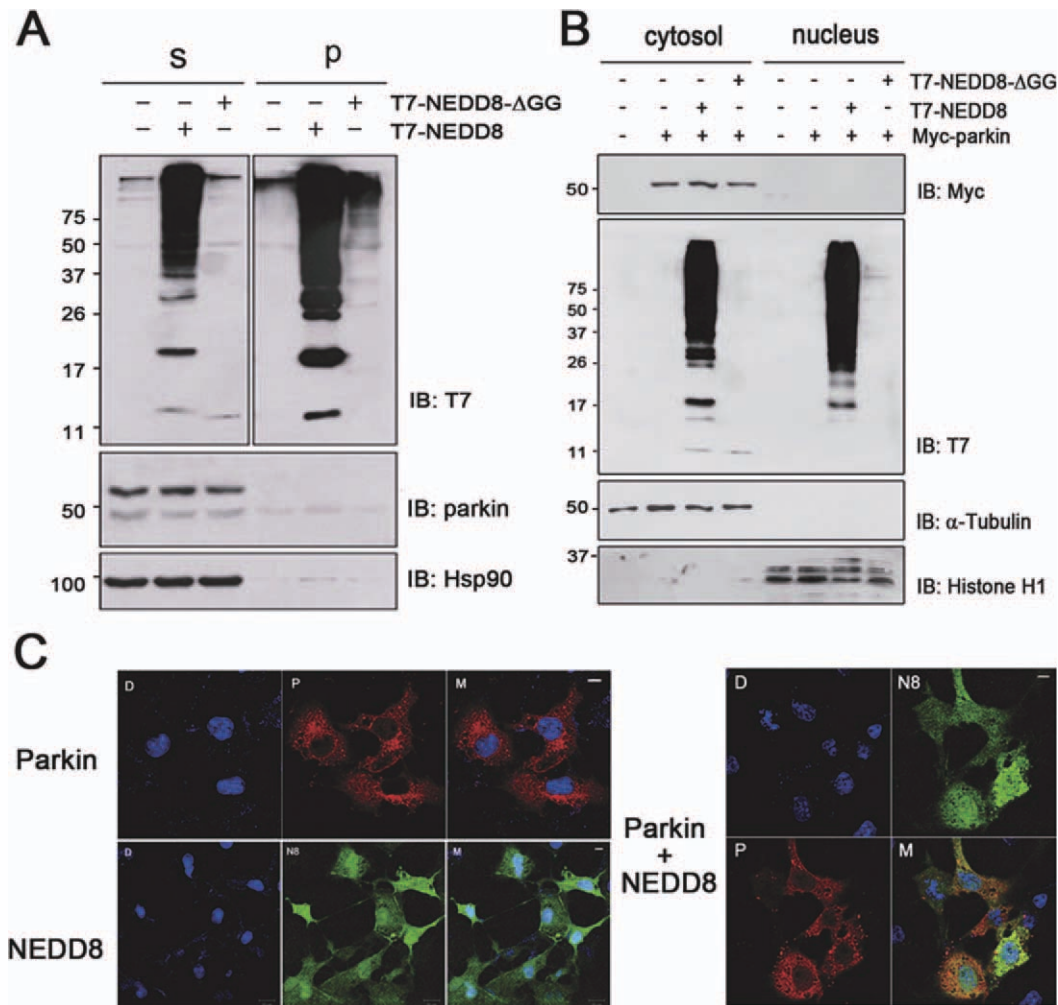 A
s p
- - + - - + T7-NEDD8-ΔGG
- + - - + - T7-NEDD8
75
50
37
26
17
11
IB: T7
50
IB: parkin
100
IB: Hsp90
B
cytosol nucleus
- - - + - - - + T7-NEDD8-ΔGG
- - + - - - + - T7-NEDD8
- + + + - + + + Myc-parkin
50
IB: Myc
75
50
37
26
17
11
IB: T7
50
IB: α-Tubulin
37
IB: Histone H1
C
Parkin
D P M
NEDD8
D N8 M
Parkin
+
NEDD8
D N8
P M